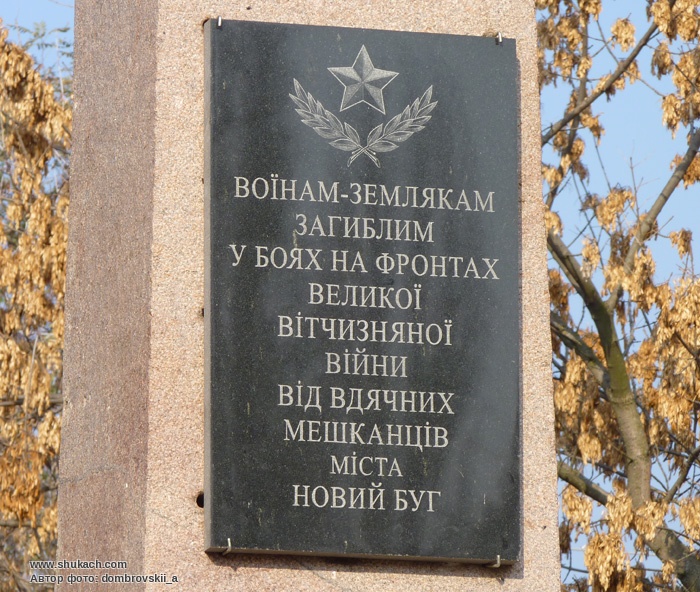 ВОЇНАМ-ЗЕМЛЯКАМ
ЗАГИБЛИМ
У БОЯХ НА ФРОНТАХ
ВЕЛИКОЇ
ВІТЧИЗНЯНОЇ
ВІЙНИ
ВІД ВДЯЧНИХ
МЕШКАНЦІВ
МІСТА
НОВИЙ БУГ
www.shukach.com
Автор фото: dombrovskii_a